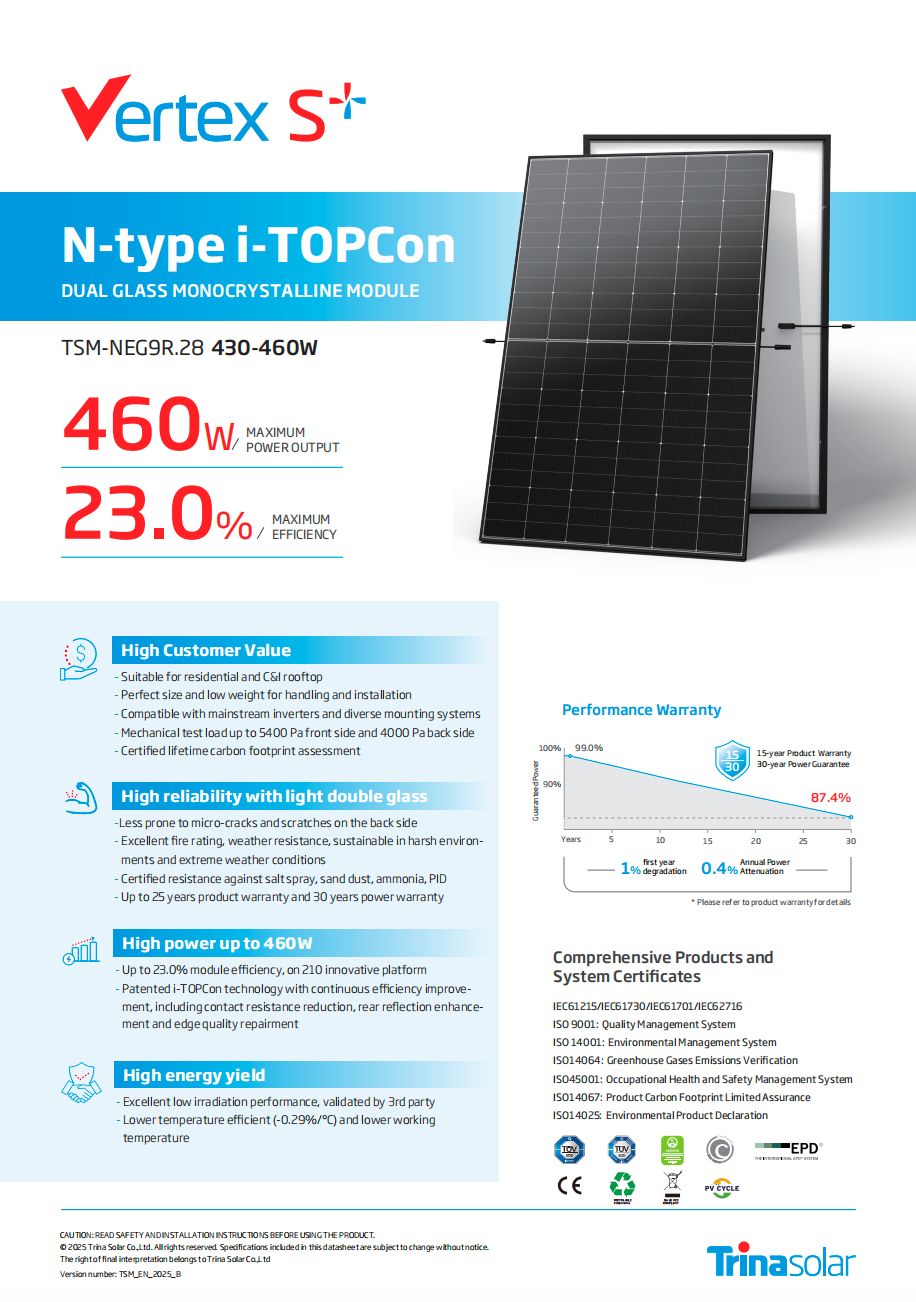 Vertex S+
N-type i-TOPCon
DUAL GLASS MONOCRYSTALLINE MODULE
TSM-NEG9R.28 430-460W
460W/ MAXIMUM
POWER OUTPUT
23.0% / MAXIMUM
EFFICIENCY
High Customer Value
- Suitable for residential and C&I rooftop
- Perfect size and low weight for handling and installation
- Compatible with mainstream inverters and diverse mounting systems
- Mechanical test load up to 5400 Pa front side and 4000 Pa back side
- Certified lifetime carbon footprint assessment
High reliability with light double glass
-Less prone to micro-cracks and scratches on the back side
- Excellent fire rating, weather resistance, sustainable in harsh environ-
ments and extreme weather conditions
- Certified resistance against salt spray, sand dust, ammonia, PID
- Up to 25 years product warranty and 30 years power warranty
High power up to 460W
- Up to 23.0% module efficiency, on 210 innovative platform
- Patented i-TOPCon technology with continuous efficiency improve-
ment, including contact resistance reduction, rear reflection enhance-
ment and edge quality repairment
High energy yield
- Excellent low irradiation performance, validated by 3rd party
- Lower temperature efficient (-0.29%/°C) and lower working
temperature
Performance Warranty
100%
99.0%
90%
Guaranteed Power
15
30
15-year Product Warranty
30-year Power Guarantee
87.4%
Years 5 10 15 20 25 30
1% first year
degradation
0.4% Annual Power
Attenuation
* Please refer to product warranty for details
Comprehensive Products and
System Certificates
IEC61215/IEC61730/IEC61701/IEC62716
ISO 9001: Quality Management System
ISO 14001: Environmental Management System
ISO14064: Greenhouse Gases Emissions Verification
ISO45001: Occupational Health and Safety Management System
ISO14067: Product Carbon Footprint Limited Assurance
ISO14025: Environmental Product Declaration
TÜV
TÜV
EPD®
THE INTERNATIONAL EPD® SYSTEM
CE
PV CYCLE
CAUTION: READ SAFETY AND INSTALLATION INSTRUCTIONS BEFORE USING THE PRODUCT.
© 2025 Trina Solar Co.,Ltd. All rights reserved. Specifications included in this datasheet are subject to change without notice.
The right of final interpretation belongs to Trina Solar Co.,Ltd
Version number: TSM_EN_2025_B
Trinasolar